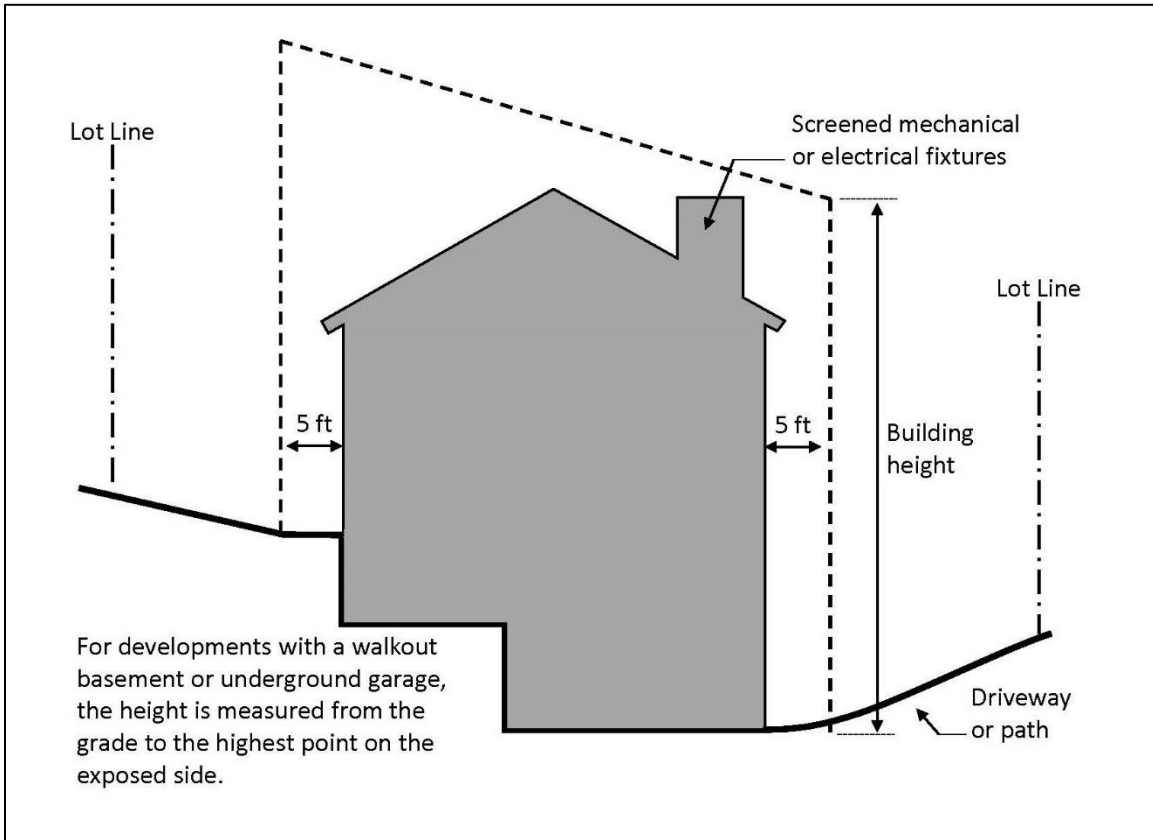 Screened mechanical
or electrical fixtures
Lot Line
Lot Line
5 ft
5 ft
Building
height
For developments with a walkout
basement or underground garage,
the height is measured from the
grade to the highest point on the
exposed side.
Driveway
or path